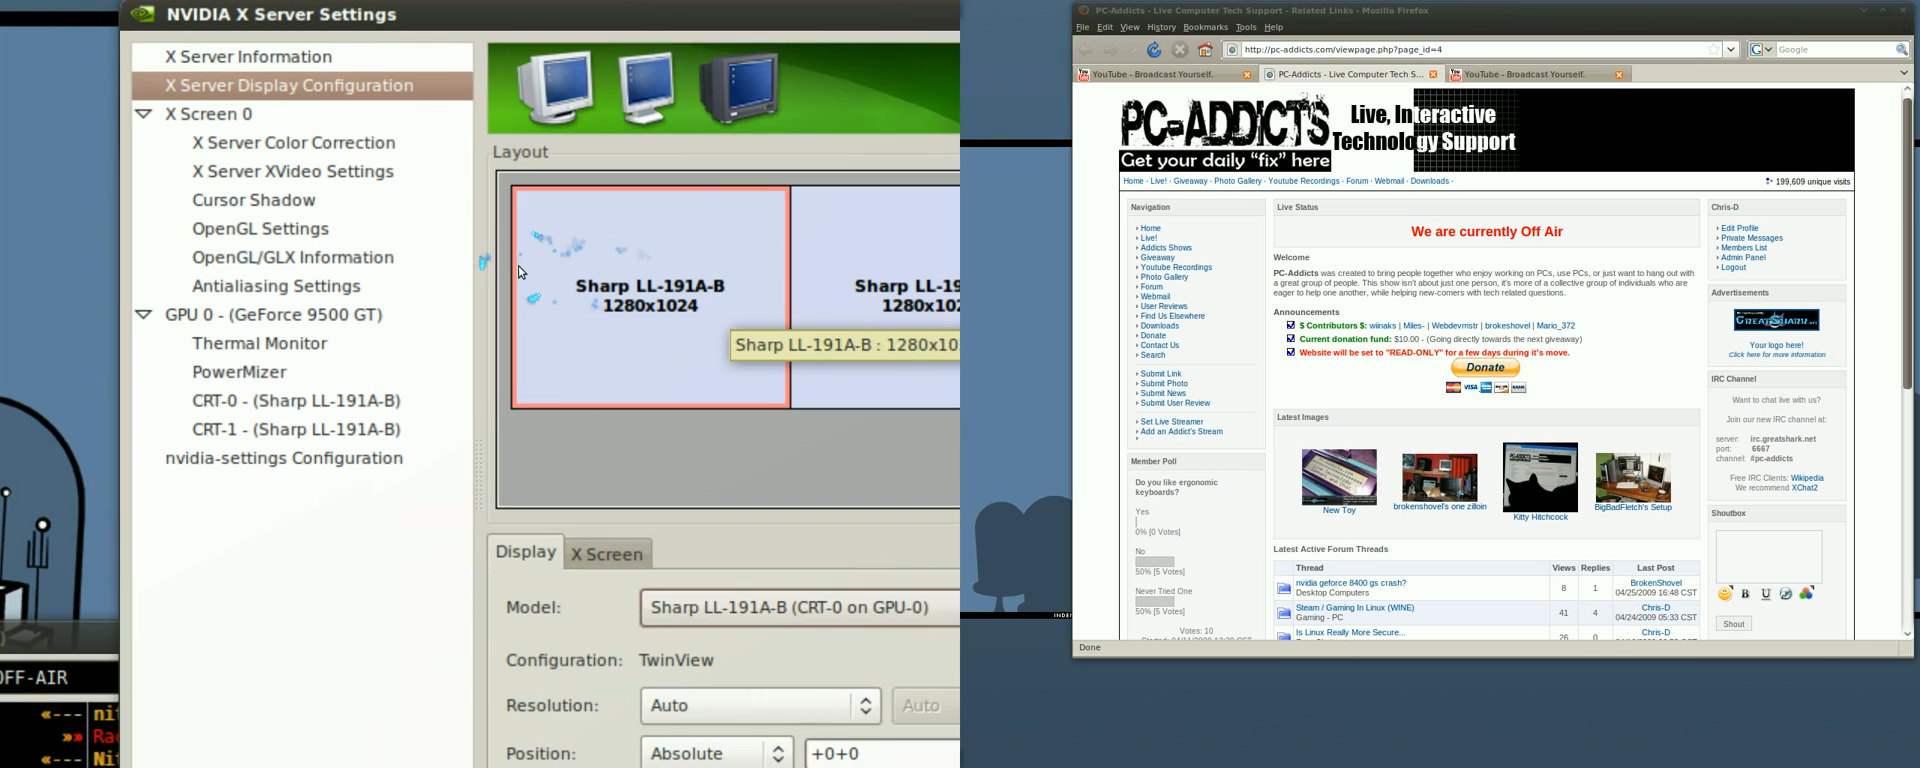 NVIDIA X Server Settings
X Server Information
X Server Display Configuration
X Screen 0
X Server Color Correction
X Server XVideo Settings
Cursor Shadow
OpenGL Settings
OpenGL/GLX Information
Antialiasing Settings
GPU 0 - (GeForce 9500 GT)
Thermal Monitor
PowerMizer
CRT-0 - (Sharp LL-191A-B)
CRT-1 - (Sharp LL-191A-B)
nvidia-settings Configuration
Layout
Sharp LL-191A-B
1280x1024
Sharp LL-19
1280x102
Sharp LL-191A-B : 1280x10
Display
X Screen
Model:
Sharp LL-191A-B (CRT-0 on GPU-0)
Configuration: TwinView
Resolution:
Auto
Auto
Position:
Absolute
+0+0
OFF-AIR
«--- nit
»» Rac
«--- Nit
PC-Addicts - Live Computer Tech Support - Related Links - Mozilla Firefox
File Edit View History Bookmarks Tools Help
http://pc-addicts.com/viewpage.php?page_id=4
Google
YouTube - Broadcast Yourself.
PC-Addicts - Live Computer Tech S...
YouTube - Broadcast Yourself.
PC-ADDICTS
Get your daily "fix" here
Live, Interactive
Technology Support
Home · Live! · Giveaway · Photo Gallery · Youtube Recordings · Forum · Webmail · Downloads ·
199,609 unique visits
Navigation
Home
Live!
Addicts Shows
Giveaway
Youtube Recordings
Photo Gallery
Forum
Webmail
User Reviews
Find Us Elsewhere
Downloads
Donate
Contact Us
Search
Submit Link
Submit Photo
Submit News
Submit User Review
Set Live Streamer
Add an Addict's Stream
Member Poll
Do you like ergonomic
keyboards?
Yes
0% [0 Votes]
No
50% [5 Votes]
Never Tried One
50% [5 Votes]
Votes: 10
Live Status
We are currently Off Air
Welcome
PC-Addicts was created to bring people together who enjoy working on PCs, use PCs, or just want to hang out with
a great group of people. This show isn't about just one person, it's more of a collective group of individuals who are
eager to help one another, while helping new-comers with tech related questions.
Announcements
$ Contributors $: wiinaks | Miles- | Webdevmstr | brokeshovel | Mario_372
Current donation fund: $10.00 - (Going directly towards the next giveaway)
Website will be set to "READ-ONLY" for a few days during it's move.
Donate
VISA
BANK
Latest Images
New Toy
brokenshovel's one zilloin
Kitty Hitchcock
BigBadFletch's Setup
Latest Active Forum Threads
Thread Views Replies Last Post
nvidia geforce 8400 gs crash? 8 1 BrokenShovel
Desktop Computers 04/25/2009 16:48 CST
Steam / Gaming In Linux (WINE) 41 4 Chris-D
Gaming - PC 04/24/2009 05:33 CST
Is Linux Really More Secure... 26 0 Chris-D
Chris-D
Edit Profile
Private Messages
Members List
Admin Panel
Logout
Advertisements
GREATSHARK.NET
Your logo here!
Click here for more information
IRC Channel
Want to chat live with us?
Join our new IRC channel at:
server: irc.greatshark.net
port: 6667
channel: #pc-addicts
Free IRC Clients: Wikipedia
We recommend XChat2
Shoutbox
B U
Shout
Done